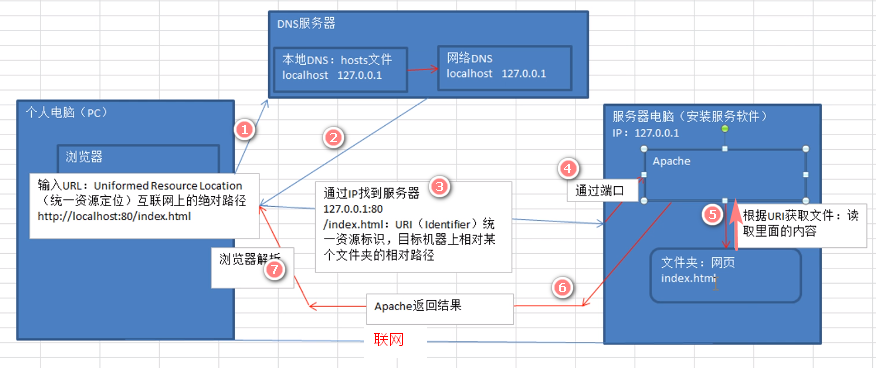 DNS服务器
本地DNS：hosts文件
localhost 127.0.0.1
网络DNS
localhost 127.0.0.1
个人电脑（PC）
浏览器
输入URL：Uniformed Resource Location
（统一资源定位）互联网上的绝对路径
http://localhost:80/index.html
1
2
通过IP找到服务器
3
127.0.0.1:80
/index.html：URI（Identifier）统
一资源标识，目标机器上相对某
个文件夹的相对路径
服务器电脑（安装服务软件）
IP：127.0.0.1
Apache
4
通过端口
5
根据URI获取文件：读
取里面的内容
文件夹：网页
index.html
6
Apache返回结果
浏览器解析
7
联网